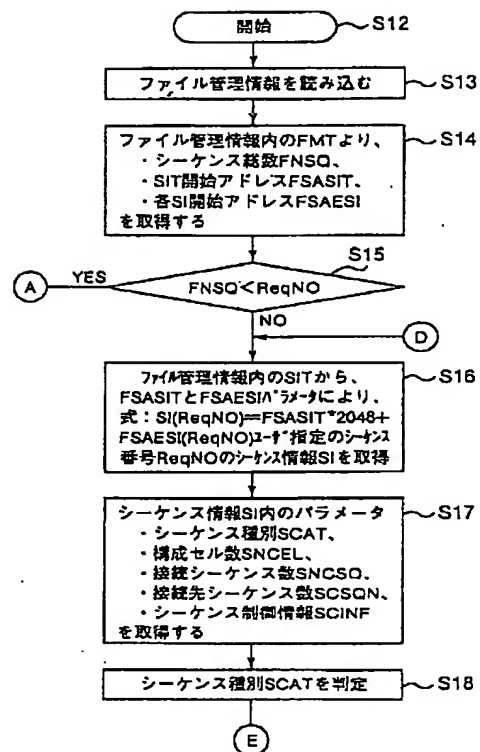 開始
S12
ファイル管理情報を読み込む
S13
ファイル管理情報内のFMTより、
・シーケンス総数FNSQ、
・SIT開始アドレスFSASIT、
・各SI開始アドレスFSAESI
を取得する
S14
S15
YES
A
FNSQ<ReqNO
NO
D
ファイル管理情報内のSITから、
FSASITとFSAESIパラメータにより、
式：SI(ReqNO)=FSASIT*2048+
FSAESI(ReqNO)ユーザ指定のシーケンス
番号ReqNOのシーケンス情報SIを取得
S16
シーケンス情報SI内のパラメータ
・シーケンス種別SCAT、
・構成セル数SNCEL、
・接続シーケンス数SNCSQ、
・接続先シーケンス数SCSQN、
・シーケンス制御情報SCINF
を取得する
S17
シーケンス種別SCATを判定
S18
E